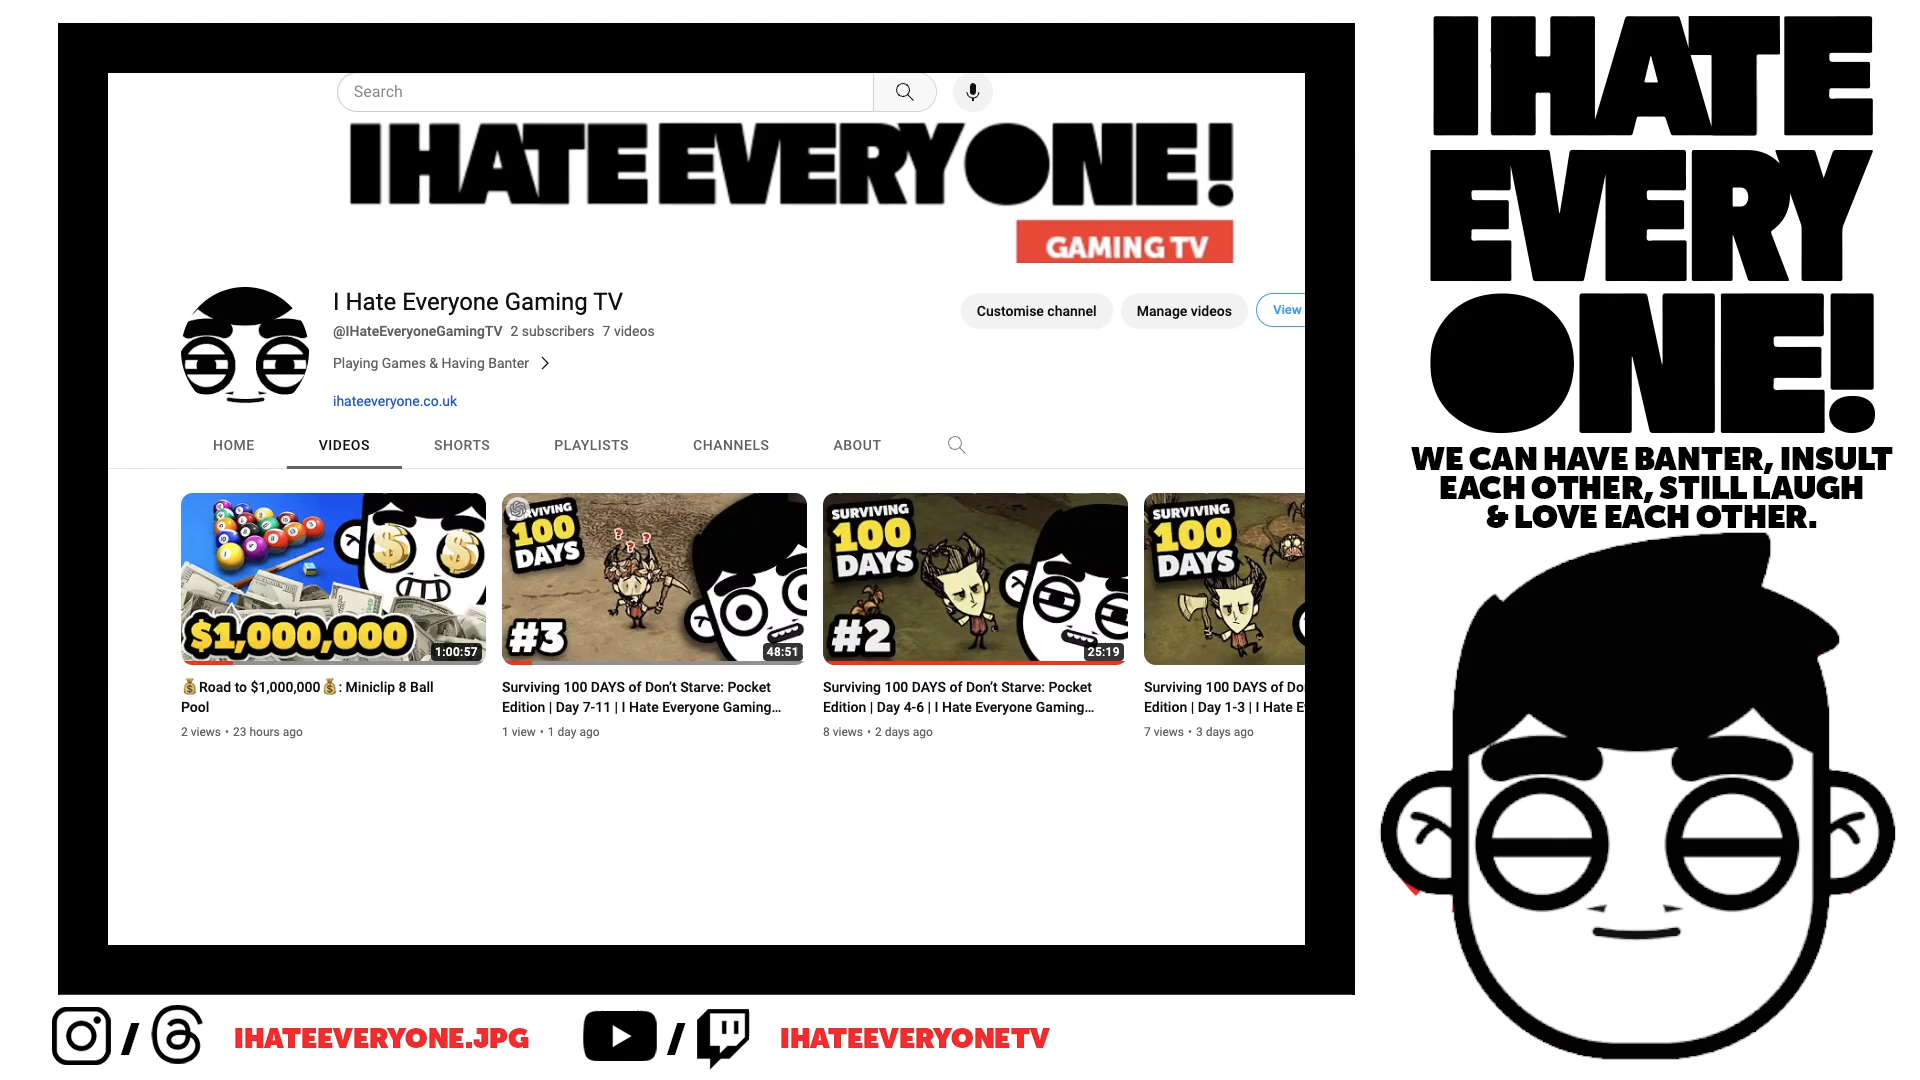 Search
I HATE EVERYONE!
GAMING TV
I Hate Everyone Gaming TV
@IHateEveryoneGamingTV 2 subscribers 7 videos
Playing Games & Having Banter
ihateeveryone.co.uk
Customise channel
Manage videos
View
HOME
VIDEOS
SHORTS
PLAYLISTS
CHANNELS
ABOUT
$1,000,000
1:00:57
💰Road to $1,000,000💰: Miniclip 8 Ball
Pool
2 views • 23 hours ago
100
DAYS
#3
48:51
Surviving 100 DAYS of Don't Starve: Pocket
Edition | Day 7-11 | I Hate Everyone Gaming...
1 view • 1 day ago
SURVIVING
100
DAYS
#2
25:19
Surviving 100 DAYS of Don't Starve: Pocket
Edition | Day 4-6 | I Hate Everyone Gaming...
8 views • 2 days ago
SURVIVING
100
DAYS
Surviving 100 DAYS of Do
Edition | Day 1-3 | I Hate E
7 views • 3 days ago
I HATE
EVERY
ONE!
WE CAN HAVE BANTER, INSULT
EACH OTHER, STILL LAUGH
& LOVE EACH OTHER.
/ IHATEEVERYONE.JPG
/ IHATEEVERYONETV